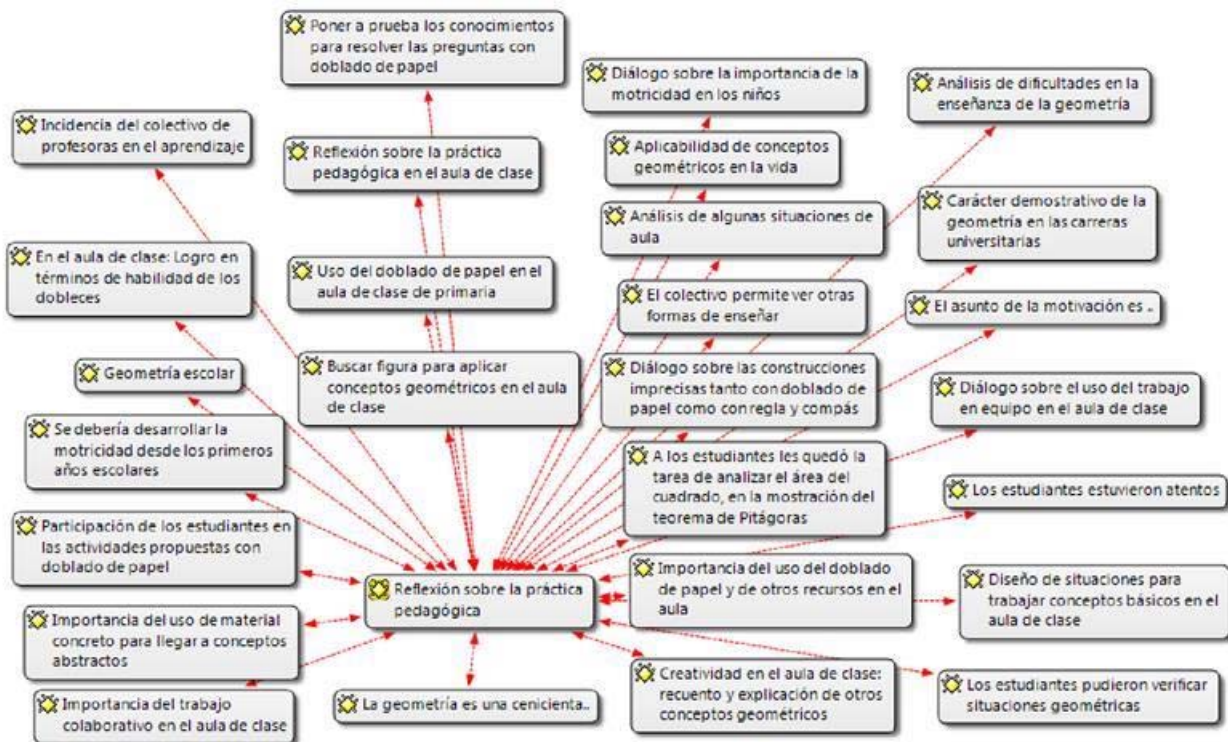 Poner a prueba los conocimientos
para resolver las preguntas con
doblado de papel
Incidencia del colectivo de
profesoras en el aprendizaje
Reflexión sobre la práctica
pedagógica en el aula de clase
Diálogo sobre la importancia de la
motricidad en los niños
Análisis de dificultades en la
enseñanza de la geometría
Aplicabilidad de conceptos
geométricos en la vida
En el aula de clase: Logro en
términos de habilidad de los
dobleces
Uso del doblado de papel en el
aula de clase de primaria
Análisis de algunas situaciones de
aula
Carácter demostrativo de la
geometría en las carreras
universitarias
El colectivo permite ver otras
formas de enseñar
El asunto de la motivación es ..
Geometría escolar
Buscar figura para aplicar
conceptos geométricos en el aula
de clase
Diálogo sobre las construcciones
imprecisas tanto con doblado de
papel como con regla y compás
Diálogo sobre el uso del trabajo
en equipo en el aula de clase
Se debería desarrollar la
motricidad desde los primeros
años escolares
A los estudiantes les quedó la
tarea de analizar el área del
cuadrado, en la mostración del
teorema de Pitágoras
Los estudiantes estuvieron atentos
Participación de los estudiantes en
las actividades propuestas con
doblado de papel
Reflexión sobre la práctica
pedagógica
Importancia del uso del doblado
de papel y de otros recursos en el
aula
Diseño de situaciones para
trabajar conceptos básicos en el
aula de clase
Importancia del uso de material
concreto para llegar a conceptos
abstractos
Importancia del trabajo
colaborativo en el aula de clase
La geometría es una cenicienta..
Creatividad en el aula de clase:
recuento y explicación de otros
conceptos geométricos
Los estudiantes pudieron verificar
situaciones geométricas